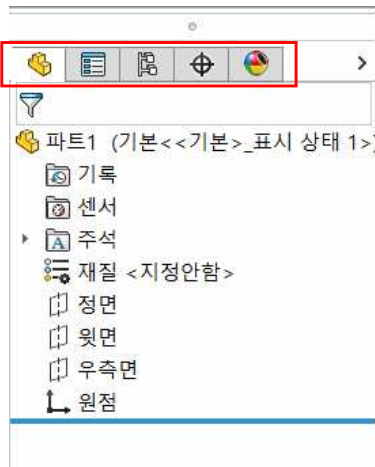 파트1 (기본<<기본>_표시 상태 1>)
기록
센서
A 주석
재질 <지정안함>
정면
윗면
우측면
원점